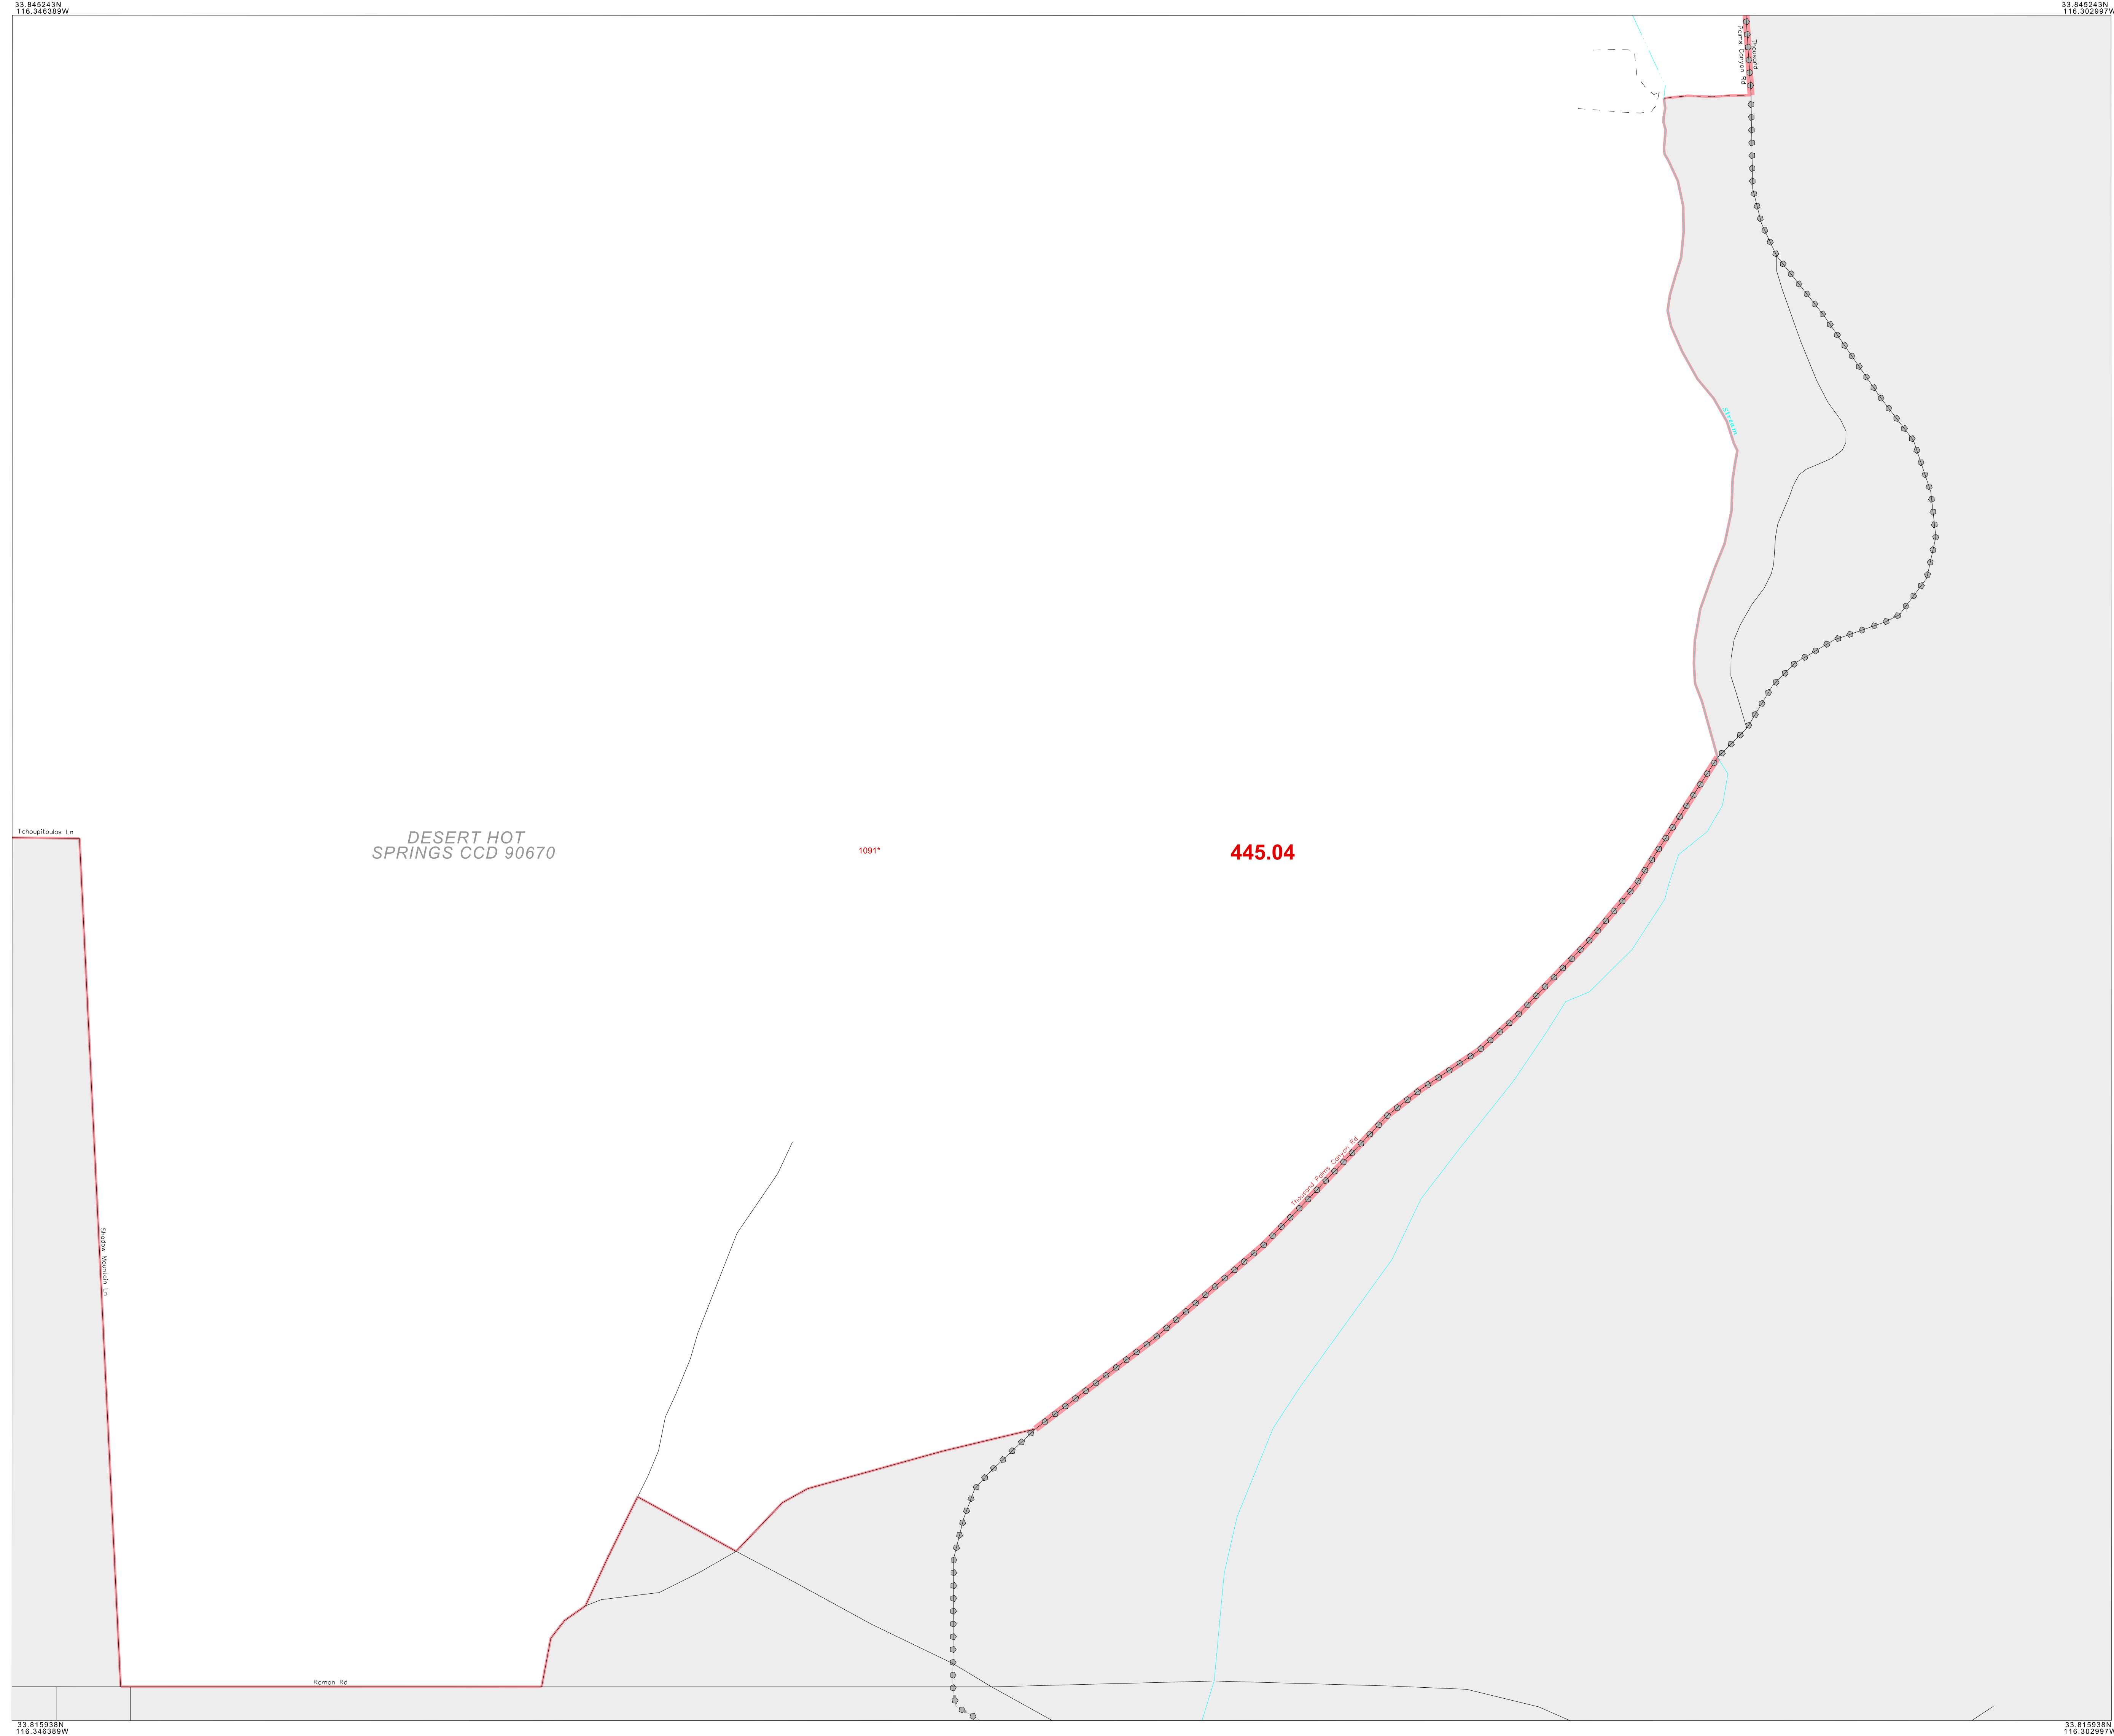 33.845243N
116.346389W
33.845243N
116.302997W
Thousand
Palms Canyon Rd
Stream
Tchoupitoulas Ln
DESERT HOT
SPRINGS CCD 90670
1091*
445.04
Thousand Palms Canyon Rd
Shadow Mountain Ln
Ramon Rd
33.815938N
116.346389W
33.815938N
116.302997W